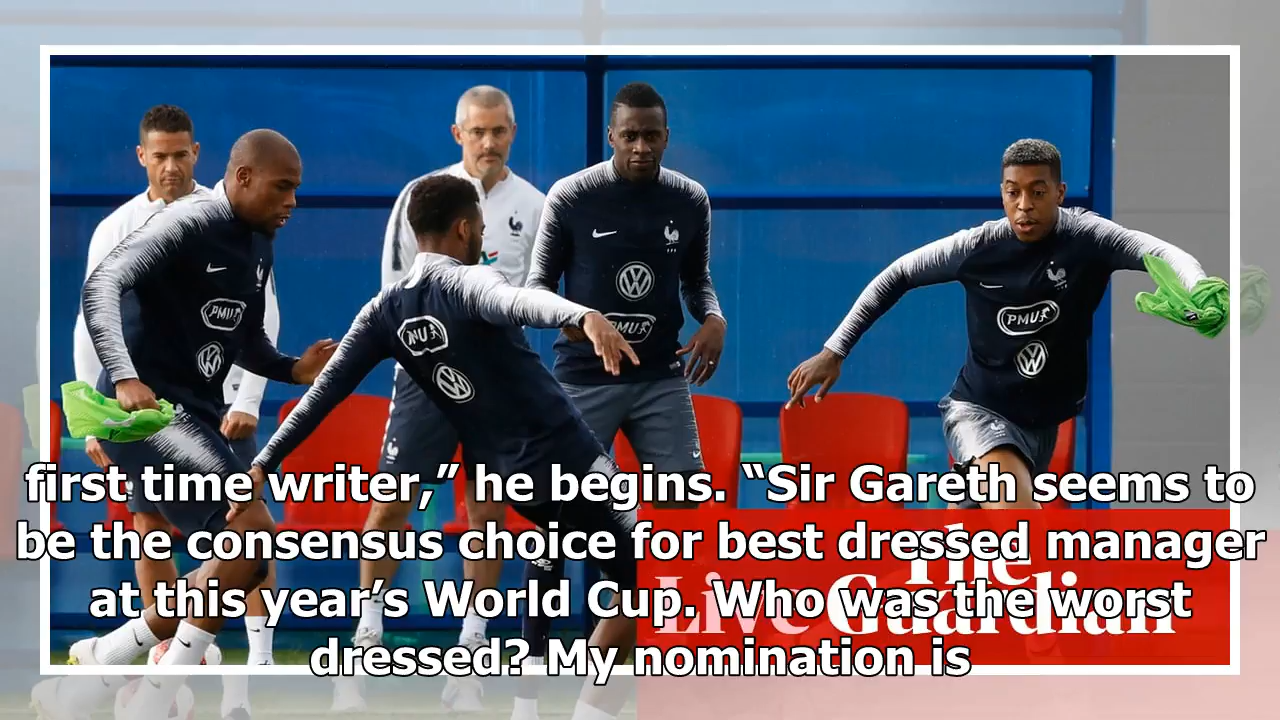 PMU
PMU
PMU
first time writer,” he begins. “Sir Gareth seems to
be the consensus choice for best dressed manager
at this year’s World Cup. Who was the worst
dressed? My nomination is
The
Live Guardian